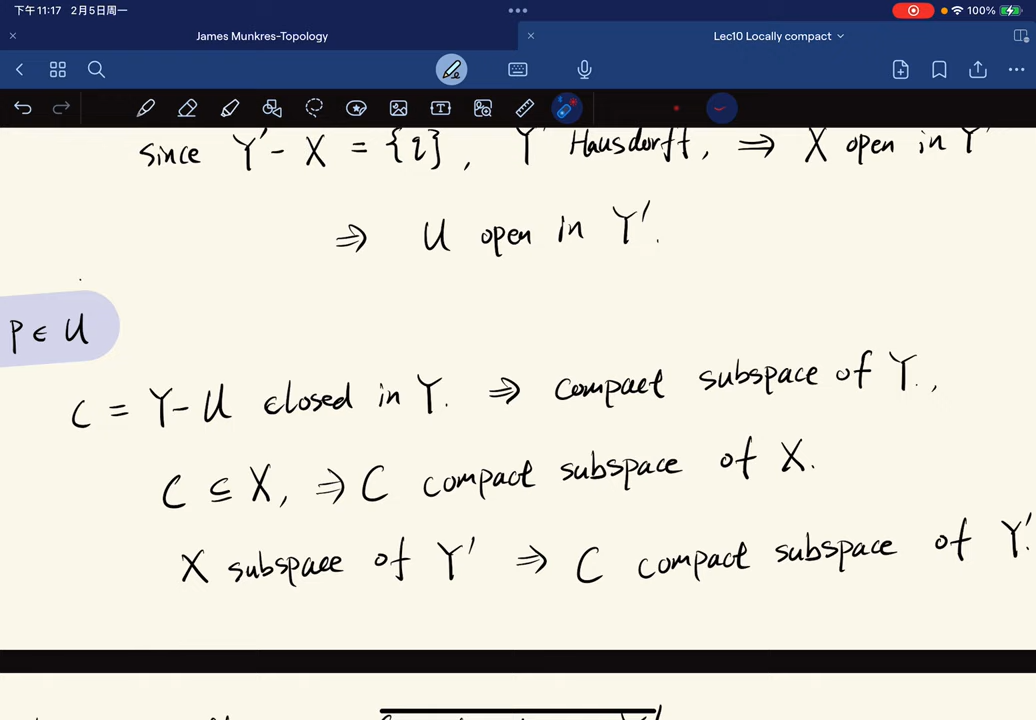 下午11:17 2月5日周一
100%
James Munkres-Topology
Lec10 Locally compact
since Y' - X = {q}, Y' Hausdorff, ⇒ X open in Y'
⇒ U open in Y'.
P ∈ U
C = Y - U closed in Y. ⇒ compact subspace of Y.,
C ⊆ X, ⇒ C compact subspace of X.
X subspace of Y' ⇒ C compact subspace of Y'.